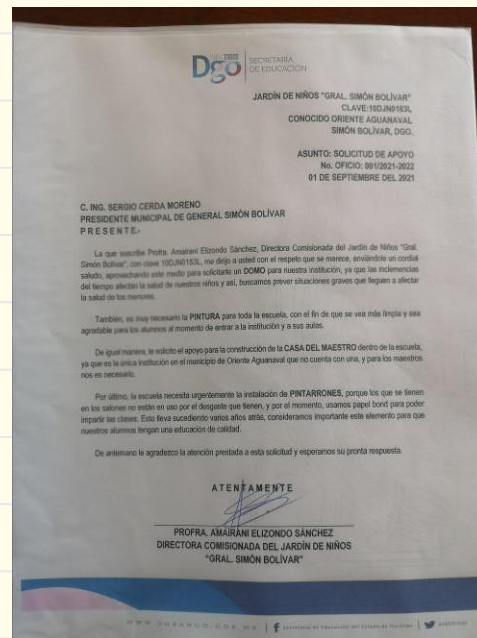 Dgo
SECRETARÍA
DE EDUCACIÓN
JARDÍN DE NIÑOS "GRAL. SIMÓN BOLÍVAR"
CLAVE:10DJN0163L
CONOCIDO ORIENTE AGUANAVAL
SIMÓN BOLÍVAR, DGO.
ASUNTO: SOLICITUD DE APOYO
No. OFICIO: 001/2021-2022
01 DE SEPTIEMBRE DEL 2021
C. ING. SERGIO CERDA MORENO
PRESIDENTE MUNICIPAL DE GENERAL SIMÓN BOLÍVAR
P R E S E N T E.-
La que suscribe Profra. Amairani Elizondo Sánchez, Directora Comisionada del Jardín de Niños "Gral.
Simón Bolívar", con clave 10DJN0163L, me dirijo a usted con el respeto que se merece, enviándole un cordial
saludo, aprovechando este medio para solicitarle un DOMO para nuestra institución, ya que las inclemencias
del tiempo afectan la salud de nuestros niños y así, buscamos prever situaciones graves que lleguen a afectar
la salud de los menores.
También, es muy necesario la PINTURA para toda la escuela, con el fin de que se vea más limpia y sea
agradable para los alumnos al momento de entrar a la institución y a sus aulas.
De igual manera, le solicito el apoyo para la construcción de la CASA DEL MAESTRO dentro de la escuela,
ya que es la única institución en el municipio de Oriente Aguanaval que no cuenta con una, y para los maestros
nos es necesario.
Por último, la escuela necesita urgentemente la instalación de PINTARRONES, porque los que se tienen
en los salones no están en uso por el desgaste que tienen, y por el momento, usamos papel bond para poder
impartir las clases. Esto lleva sucediendo varios años atrás, consideramos importante este elemento para que
nuestros alumnos tengan una educación de calidad.
De antemano le agradezco la atención prestada a esta solicitud y esperamos su pronta respuesta.
A T E N T A M E N T E
PROFRA. AMAIRANI ELIZONDO SÁNCHEZ
DIRECTORA COMISIONADA DEL JARDÍN DE NIÑOS
"GRAL. SIMÓN BOLÍVAR"
WWW.DURANGO.GOB.MX Secretaría de Educación del Estado de Durango